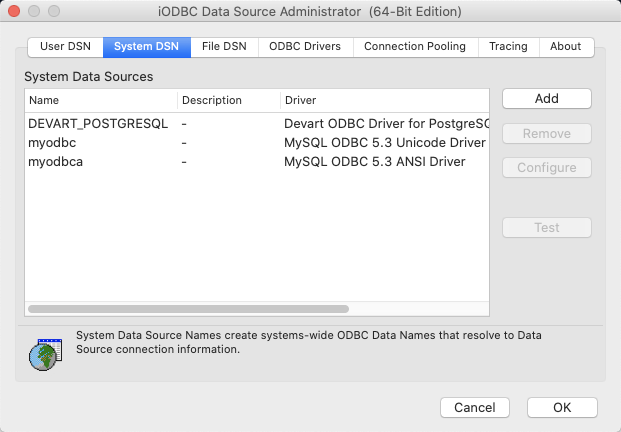 iODBC Data Source Administrator (64-Bit Edition)
User DSN System DSN File DSN ODBC Drivers Connection Pooling Tracing About
System Data Sources
Name Description Driver
Add
DEVART_POSTGRESQL - Devart ODBC Driver for PostgreSQ
Remove
myodbc - MySQL ODBC 5.3 Unicode Driver
myodbca - MySQL ODBC 5.3 ANSI Driver
Configure
Test
System Data Source Names create systems-wide ODBC Data Names that resolve to Data
Source connection information.
Cancel OK